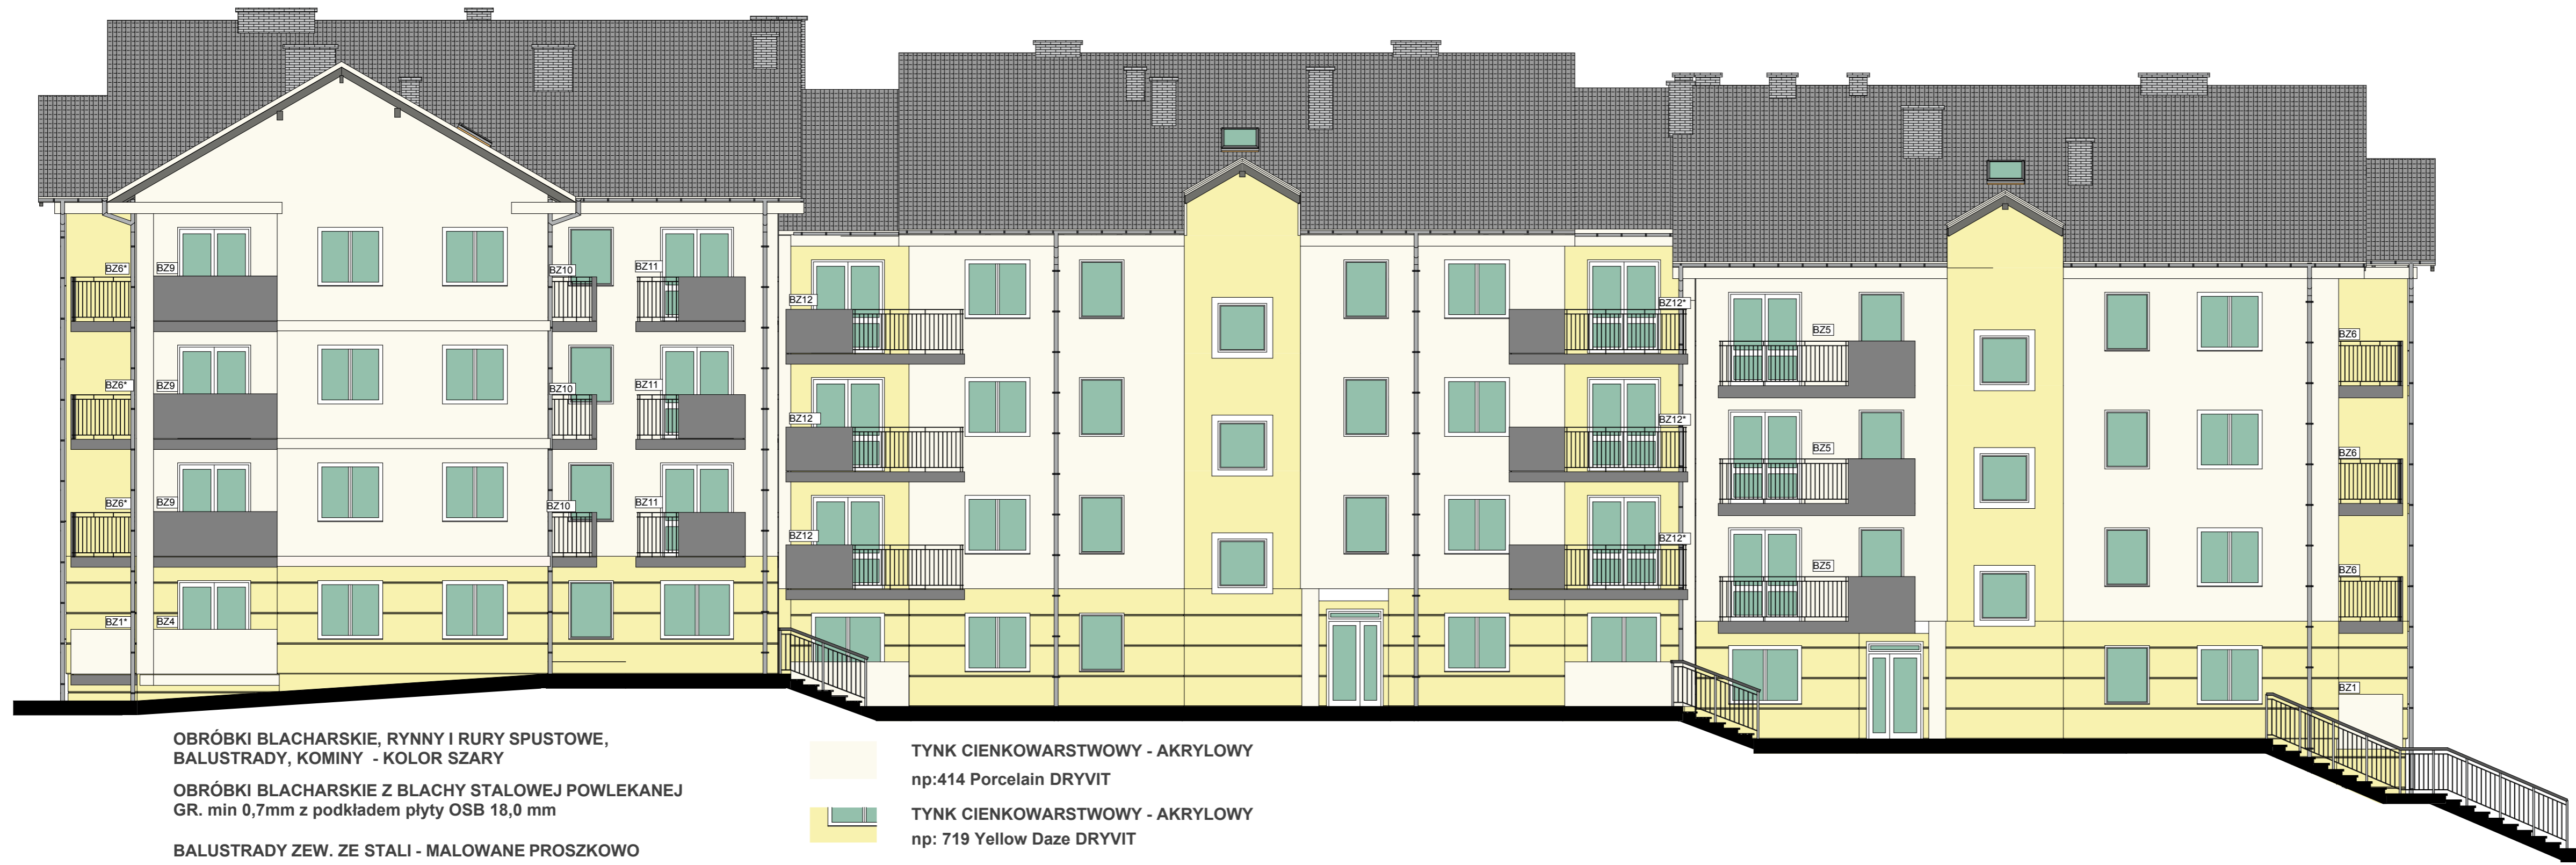 BZ6* BZ9 BZ10 BZ11
BZ12 BZ12* BZ5 BZ6
BZ6* BZ9 BZ10 BZ11
BZ12 BZ12* BZ5 BZ6
BZ6* BZ9 BZ10 BZ11
BZ12 BZ12* BZ5 BZ6
BZ1* BZ4
BZ1
OBRÓBKI BLACHARSKIE, RYNNY I RURY SPUSTOWE,
BALUSTRADY, KOMINY - KOLOR SZARY
OBRÓBKI BLACHARSKIE Z BLACHY STALOWEJ POWLEKANEJ
GR. min 0,7mm z podkładem płyty OSB 18,0 mm
BALUSTRADY ZEW. ZE STALI - MALOWANE PROSZKOWO
TYNK CIENKOWARSTWOWY - AKRYLOWY
np:414 Porcelain DRYVIT
TYNK CIENKOWARSTWOWY - AKRYLOWY
np: 719 Yellow Daze DRYVIT